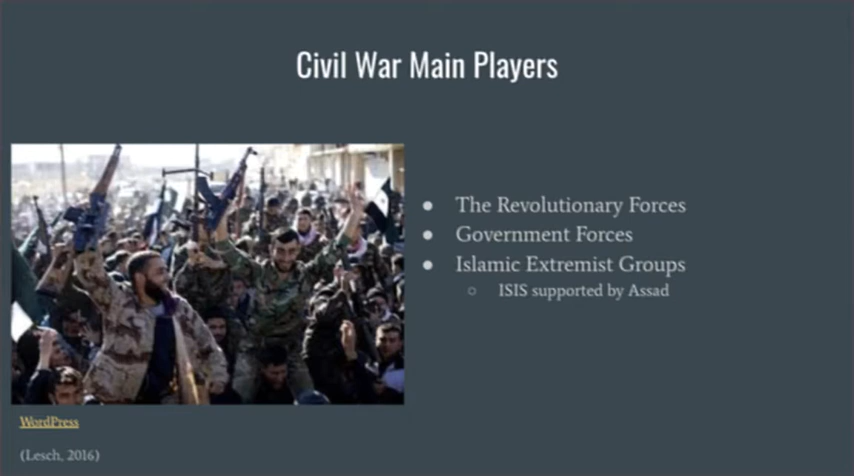 Civil War Main Players
The Revolutionary Forces
Government Forces
Islamic Extremist Groups
ISIS supported by Assad
WordPress
(Lesch, 2016)